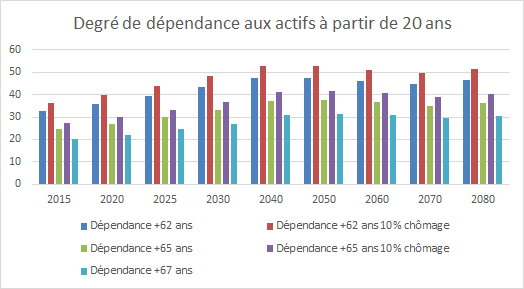 Degré de dépendance aux actifs à partir de 20 ans
60
50
40
30
20
10
0
2015 2020 2025 2030 2040 2050 2060 2070 2080
Dépendance +62 ans Dépendance +62 ans 10% chômage
Dépendance +65 ans Dépendance +65 ans 10% chômage
Dépendance +67 ans